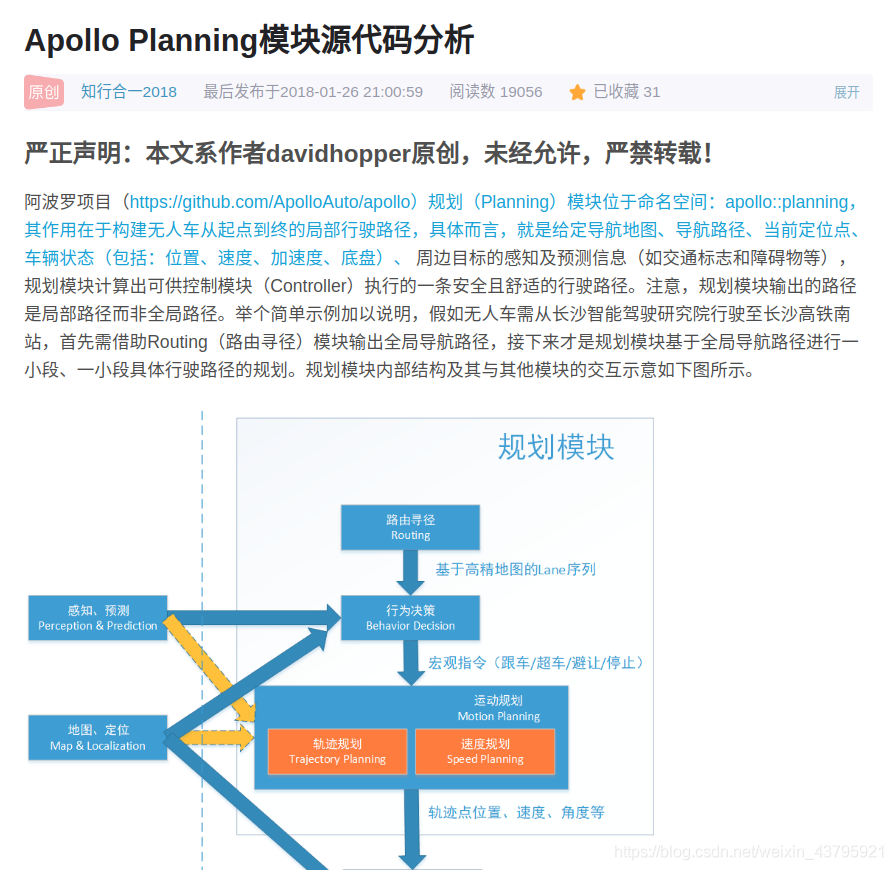 Apollo Planning模块源代码分析
原创 知行合一2018 最后发布于2018-01-26 21:00:59 阅读数 19056 已收藏 31 展开
严正声明：本文系作者davidhopper原创，未经允许，严禁转载！
阿波罗项目（https://github.com/ApolloAuto/apollo）规划（Planning）模块位于命名空间：apollo::planning，
其作用在于构建无人车从起点到终的局部行驶路径，具体而言，就是给定导航地图、导航路径、当前定位点、
车辆状态（包括：位置、速度、加速度、底盘）、 周边目标的感知及预测信息（如交通标志和障碍物等），
规划模块计算出可供控制模块（Controller）执行的一条安全且舒适的行驶路径。注意，规划模块输出的路径
是局部路径而非全局路径。举个简单示例加以说明，假如无人车需从长沙智能驾驶研究院行驶至长沙高铁南
站，首先需借助Routing（路由寻径）模块输出全局导航路径，接下来才是规划模块基于全局导航路径进行一
小段、一小段具体行驶路径的规划。规划模块内部结构及其与其他模块的交互示意如下图所示。
规划模块
路由寻径
Routing
基于高精地图的Lane序列
感知、预测
Perception & Prediction
行为决策
Behavior Decision
宏观指令（跟车/超车/避让/停止）
运动规划
Motion Planning
地图、定位
Map & Localization
轨迹规划
Trajectory Planning
速度规划
Speed Planning
轨迹点位置、速度、角度等
https://blog.csdn.net/weixin_43795921